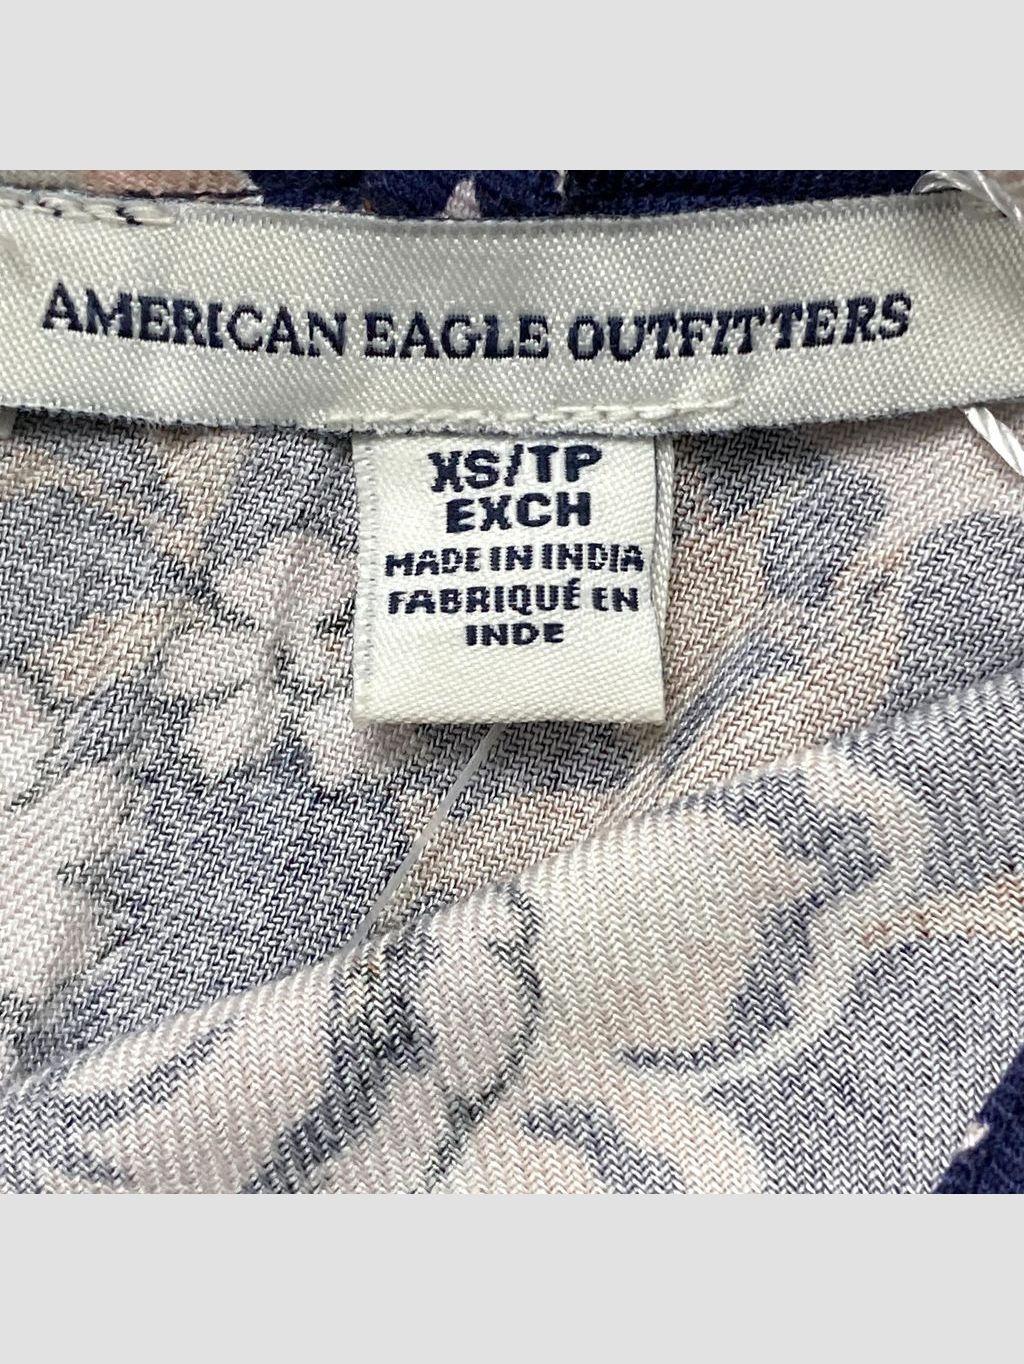 AMERICAN EAGLE OUTFITTERS
XS/TP
EXCH
MADE IN INDIA
FABRIQUÉ EN
INDE